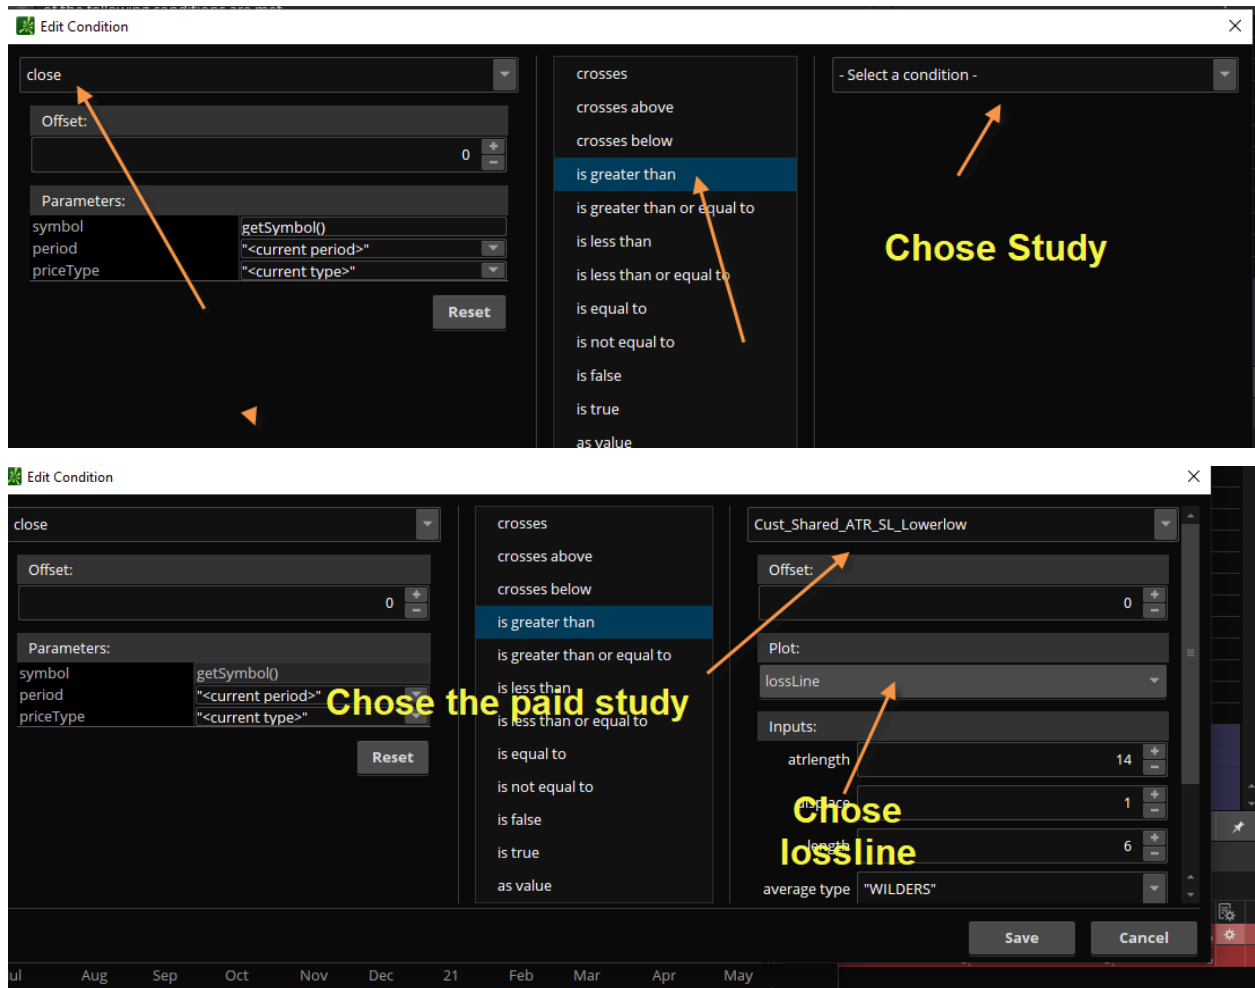 of the following conditions are met
Edit Condition
close
Offset:
0
Parameters:
symbol getSymbol()
period "<current period>"
priceType "<current type>"
Reset
crosses
crosses above
crosses below
is greater than
is greater than or equal to
is less than
is less than or equal to
is equal to
is not equal to
is false
is true
as value
- Select a condition -
Chose Study
Edit Condition
close
Offset:
0
Parameters:
symbol getSymbol()
period "<current period>"
priceType "<current type>"
Reset
crosses
crosses above
crosses below
is greater than
is greater than or equal to
is less than
is less than or equal to
is equal to
is not equal to
is false
is true
as value
Chose the paid study
Cust_Shared_ATR_SL_Lowerlow
Offset:
0
Plot:
lossLine
Inputs:
atrlength 14
displace 1
length 6
average type "WILDERS"
Chose
lossline
Save Cancel
Aug Sep Oct Nov Dec 21 Feb Mar Apr May